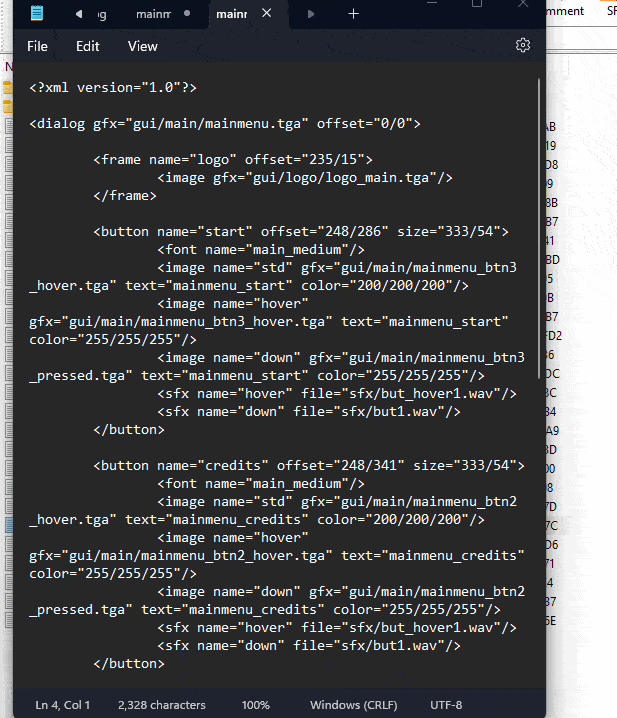 mainm
mainm
mment
SF
File Edit View
<?xml version="1.0"?>
<dialog gfx="gui/main/mainmenu.tga" offset="0/0">
<frame name="logo" offset="235/15">
<image gfx="gui/logo/logo_main.tga"/>
</frame>
<button name="start" offset="248/286" size="333/54">
<font name="main_medium"/>
<image name="std" gfx="gui/main/mainmenu_btn3
_hover.tga" text="mainmenu_start" color="200/200/200"/>
<image name="hover"
gfx="gui/main/mainmenu_btn3_hover.tga" text="mainmenu_start"
color="255/255/255"/>
<image name="down" gfx="gui/main/mainmenu_btn3
_pressed.tga" text="mainmenu_start" color="255/255/255"/>
<sfx name="hover" file="sfx/but_hover1.wav"/>
<sfx name="down" file="sfx/but1.wav"/>
</button>
<button name="credits" offset="248/341" size="333/54">
<font name="main_medium"/>
<image name="std" gfx="gui/main/mainmenu_btn2
_hover.tga" text="mainmenu_credits" color="200/200/200"/>
<image name="hover"
gfx="gui/main/mainmenu_btn2_hover.tga" text="mainmenu_credits"
color="255/255/255"/>
<image name="down" gfx="gui/main/mainmenu_btn2
_pressed.tga" text="mainmenu_credits" color="255/255/255"/>
<sfx name="hover" file="sfx/but_hover1.wav"/>
<sfx name="down" file="sfx/but1.wav"/>
</button>
Ln 4, Col 1 2,328 characters 100% Windows (CRLF) UTF-8